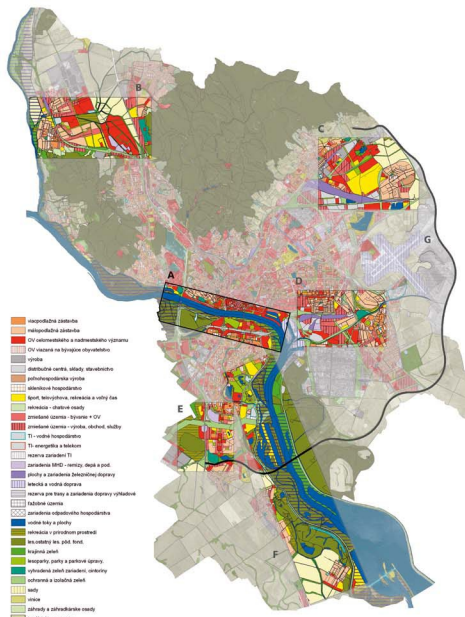 B
C
G
A
D
E
F
viacpodlažná zástavba
málopodlažná zástavba
OV celomestského a nadmestského významu
OV viazaná na bývajúce obyvateľstvo
výroba
distribučné centrá, sklady, stavebníctvo
poľnohospodárska výroba
skleníkové hospodárstvo
šport, telovýchova, rekreácia a voľný čas
rekreácia - chatové osady
zmiešané územia - bývanie + OV
zmiešané územia - výroba, obchod, služby
TI - vodné hospodárstvo
TI- energetika a telekom
rezerva zariadení TI
zariadenia MHD - remízy, depá a pod.
plochy a zariadenia železničnej dopravy
letecká a vodná doprava
rezerva pre trasy a zariadenia dopravy výhľadové
ťažobné územia
zariadenia odpadového hospodárstva
vodné toky a plochy
rekreácia v prírodnom prostredí
les,ostatný les. pôd. fond.
krajinná zeleň
lesoparky, parky a parkové úpravy.
vyhradená zeleň zariadení, cintoríny
ochranná a izolačná zeleň
sady
vinice
záhrady a záhradkárske osady